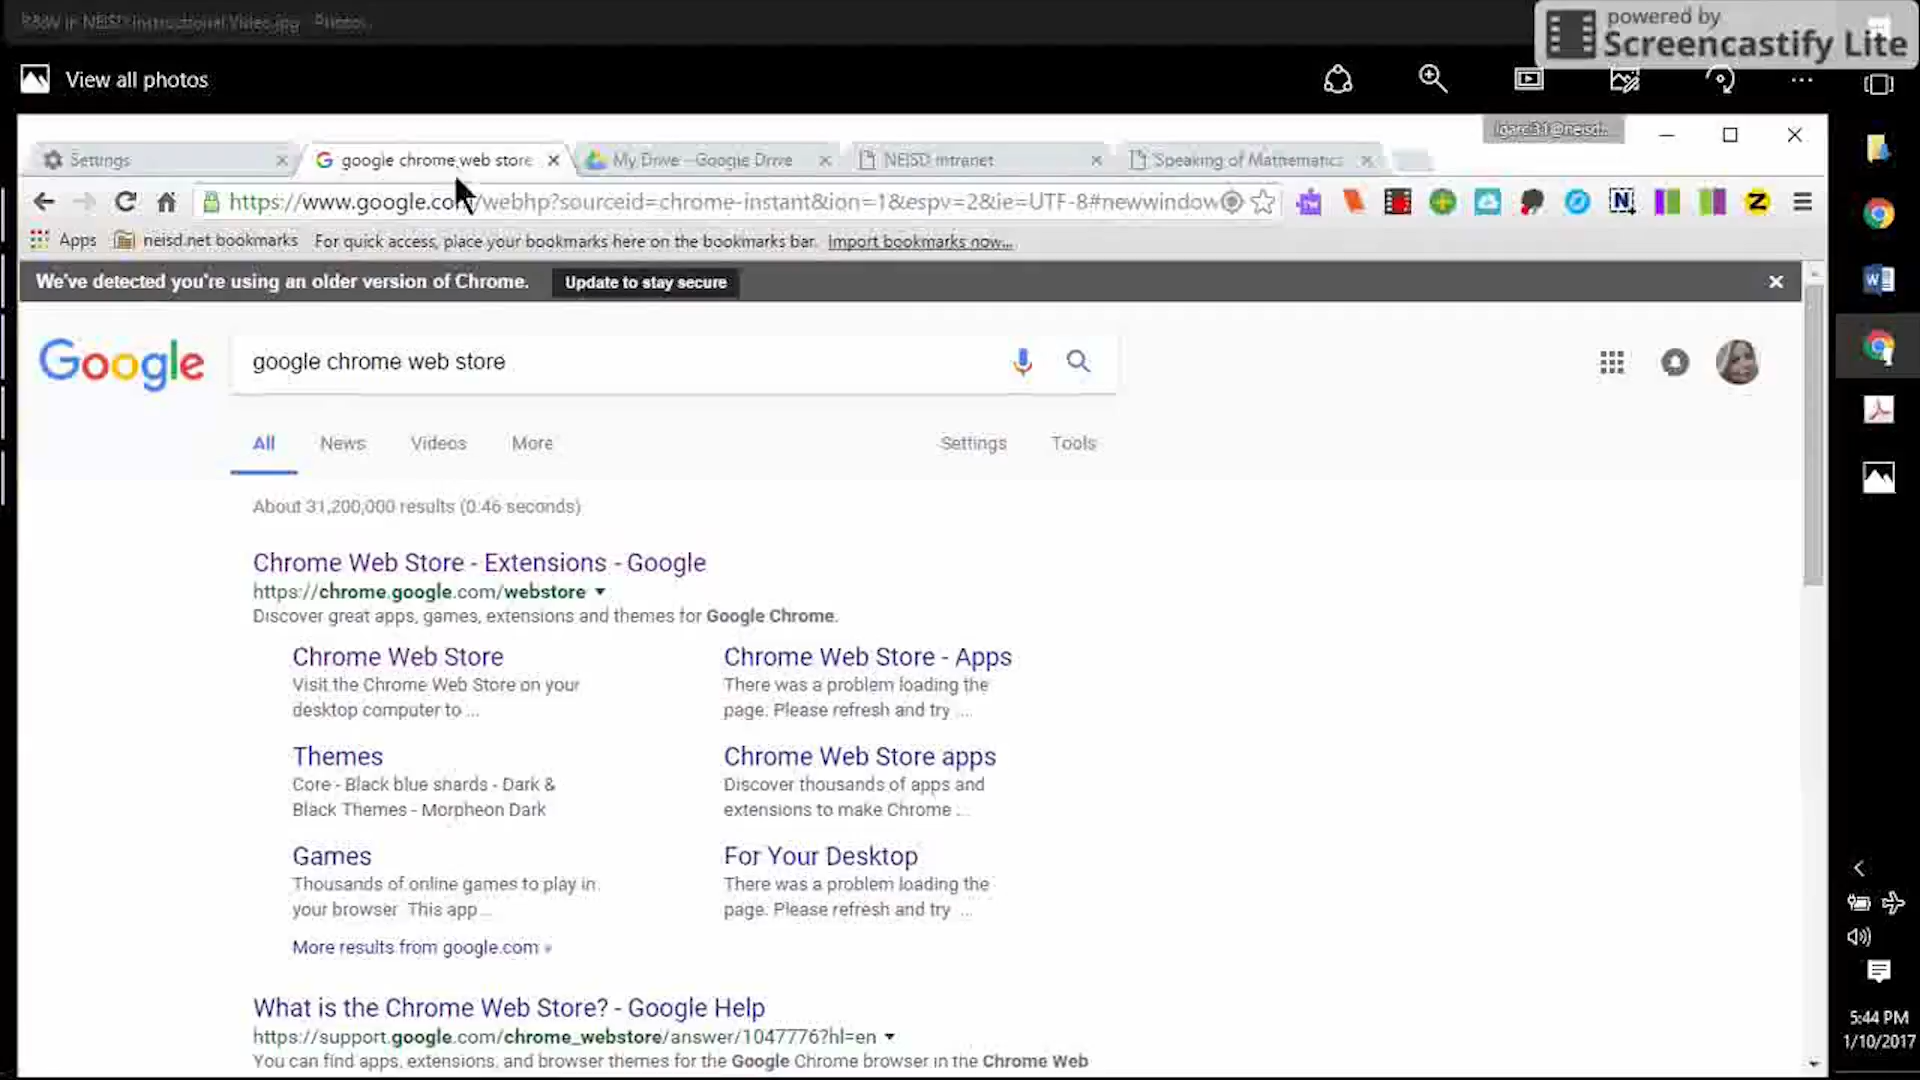 R&W in NEISD Instructional Video.jpg - Photos
powered by
Screencastify Lite
View all photos
Settings
google chrome web store
My Drive - Google Drive
NEISD Intranet
Speaking of Mathematics
https://www.google.com/webhp?sourceid=chrome-instant&ion=1&espv=2&ie=UTF-8#newwindow
Apps
neisd.net bookmarks
For quick access, place your bookmarks here on the bookmarks bar. Import bookmarks now...
We've detected you're using an older version of Chrome.
Update to stay secure
Google
google chrome web store
All
News
Videos
More
Settings
Tools
About 31,200,000 results (0.46 seconds)
Chrome Web Store - Extensions - Google
https://chrome.google.com/webstore
Discover great apps, games, extensions and themes for Google Chrome.
Chrome Web Store
Visit the Chrome Web Store on your
desktop computer to ...
Chrome Web Store - Apps
There was a problem loading the
page. Please refresh and try ...
Themes
Core - Black blue shards - Dark &
Black Themes - Morpheon Dark
Chrome Web Store apps
Discover thousands of apps and
extensions to make Chrome ...
Games
Thousands of online games to play in
your browser This app ...
For Your Desktop
There was a problem loading the
page. Please refresh and try ...
More results from google.com »
What is the Chrome Web Store? - Google Help
https://support.google.com/chrome_webstore/answer/1047776?hl=en
You can find apps, extensions, and browser themes for the Google Chrome browser in the Chrome Web
5:44 PM
1/10/2017